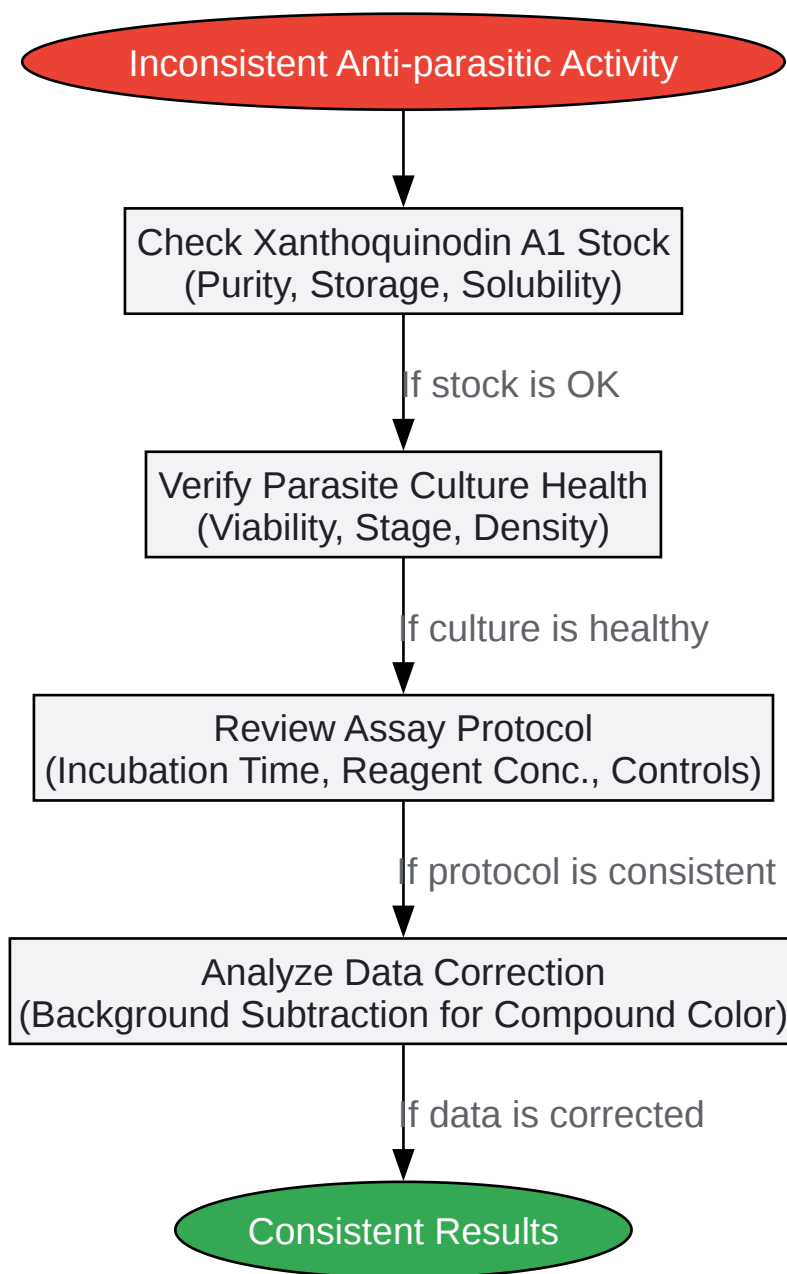 Inconsistent Anti-parasitic Activity
Check Xanthoquinodin A1 Stock
(Purity, Storage, Solubility)
If stock is OK
Verify Parasite Culture Health
(Viability, Stage, Density)
If culture is healthy
Review Assay Protocol
(Incubation Time, Reagent Conc., Controls)
If protocol is consistent
Analyze Data Correction
(Background Subtraction for Compound Color)
If data is corrected
Consistent Results